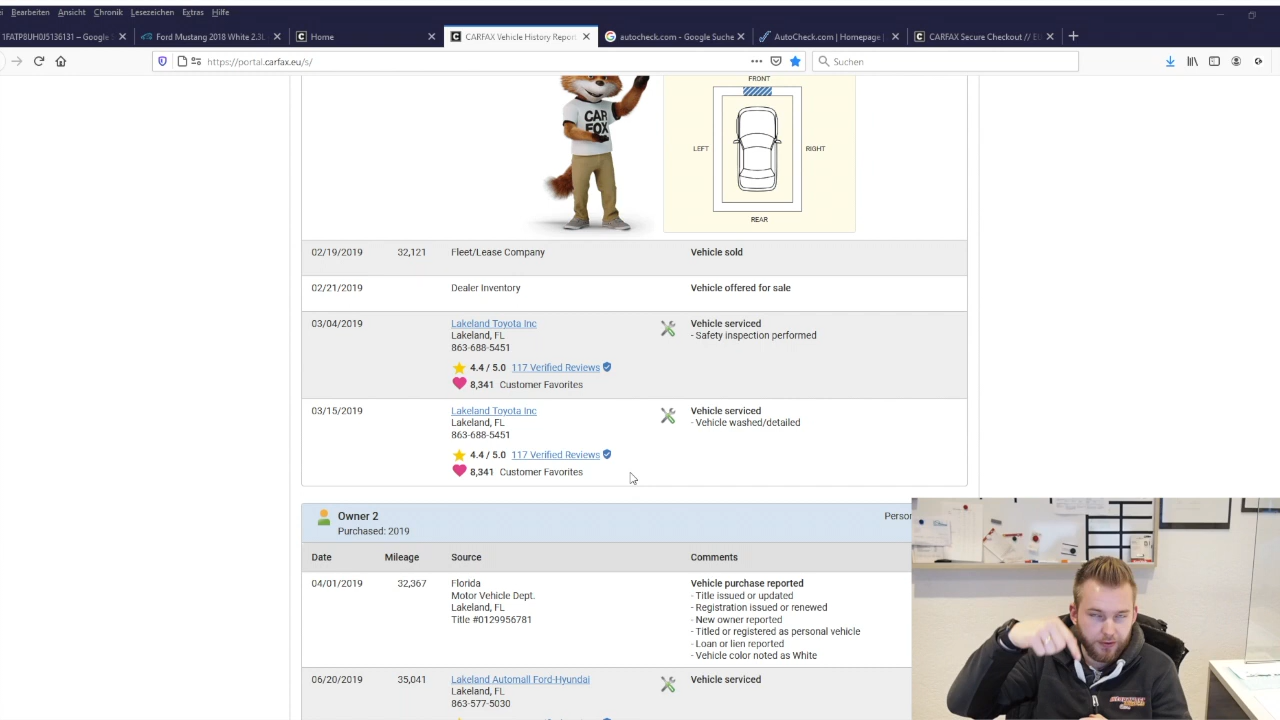 Bearbeiten Ansicht Chronik Lesezeichen Extras Hilfe
1FATP8UH0J5136131 – Google
Ford Mustang 2018 White 2.3L
Home
CARFAX Vehicle History Report
autocheck.com - Google Suche
AutoCheck.com | Homepage |
CARFAX Secure Checkout // EU
https://portal.carfax.eu/s/
Suchen
CAR
FOX
FRONT
LEFT
RIGHT
REAR
02/19/2019 32,121 Fleet/Lease Company Vehicle sold
02/21/2019 Dealer Inventory Vehicle offered for sale
03/04/2019 Lakeland Toyota Inc Vehicle serviced
Lakeland, FL - Safety inspection performed
863-688-5451
4.4 / 5.0 117 Verified Reviews
8,341 Customer Favorites
03/15/2019 Lakeland Toyota Inc Vehicle serviced
Lakeland, FL - Vehicle washed/detailed
863-688-5451
4.4 / 5.0 117 Verified Reviews
8,341 Customer Favorites
Owner 2 Person
Purchased: 2019
Date Mileage Source Comments
04/01/2019 32,367 Florida Vehicle purchase reported
Motor Vehicle Dept. - Title issued or updated
Lakeland, FL - Registration issued or renewed
Title #0129956781 - New owner reported
- Titled or registered as personal vehicle
- Loan or lien reported
- Vehicle color noted as White
06/20/2019 35,041 Lakeland Automall Ford-Hyundai Vehicle serviced
Lakeland, FL
863-577-5030